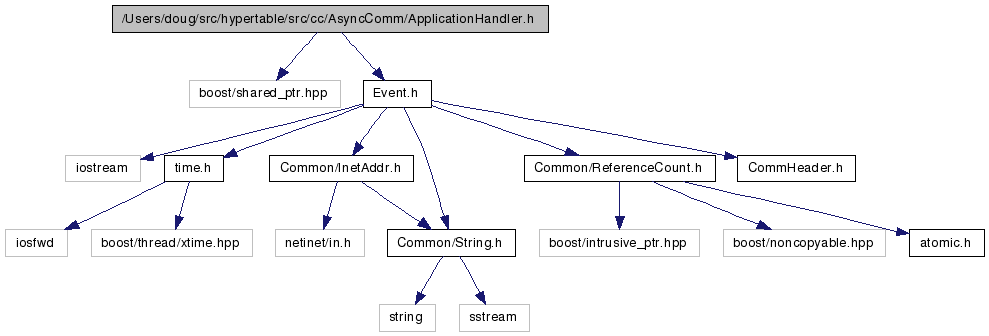 /Users/doug/src/hypertable/src/cc/AsyncComm/ApplicationHandler.h
boost/shared_ptr.hpp
Event.h
iostream
time.h
Common/InetAddr.h
Common/ReferenceCount.h
CommHeader.h
iosfwd
boost/thread/xtime.hpp
netinet/in.h
Common/String.h
boost/intrusive_ptr.hpp
boost/noncopyable.hpp
atomic.h
string
sstream